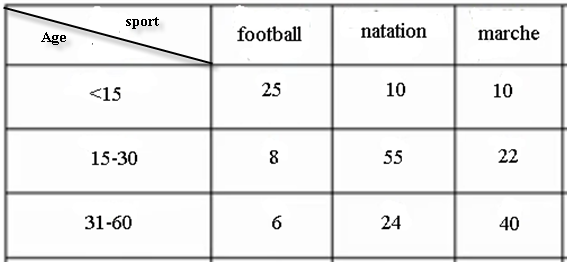 sport
Age
football natation marche
<15 25 10 10
15-30 8 55 22
31-60 6 24 40